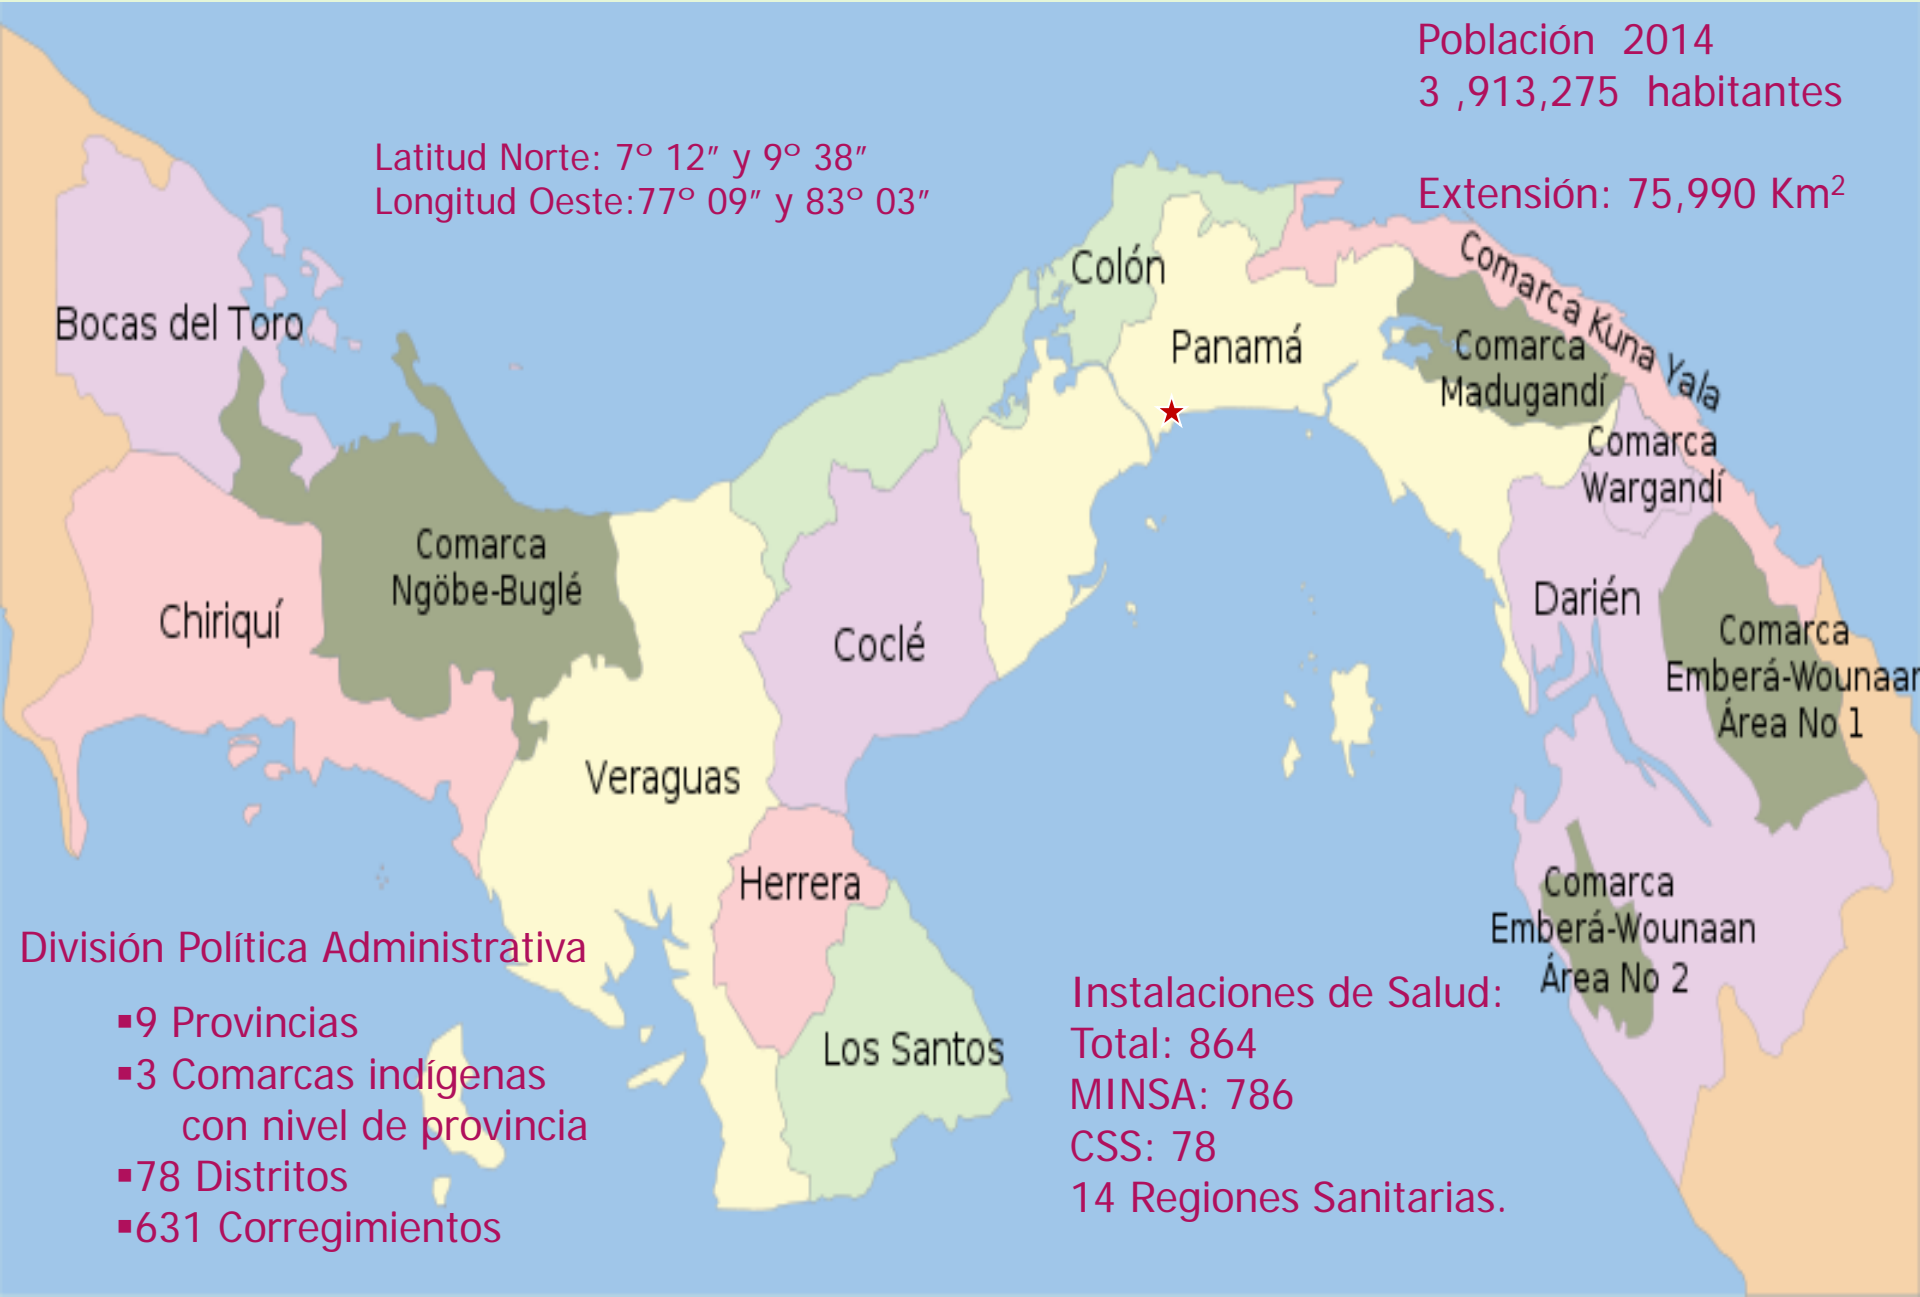 Población 2014
3 ,913,275 habitantes
Extensión: 75,990 Km²
Latitud Norte: 7º 12” y 9º 38”
Longitud Oeste:77º 09” y 83º 03”
Bocas del Toro
Colón
Panamá
Comarca Kuna Yala
Comarca
Madugandí
Comarca
Wargandí
Comarca
Ngöbe-Buglé
Chiriquí
Coclé
Darién
Comarca
Emberá-Wounaan
Área No 1
Veraguas
Herrera
Comarca
Emberá-Wounaan
Área No 2
Los Santos
División Política Administrativa
▪9 Provincias
▪3 Comarcas indígenas
con nivel de provincia
▪78 Distritos
▪631 Corregimientos
Instalaciones de Salud:
Total: 864
MINSA: 786
CSS: 78
14 Regiones Sanitarias.